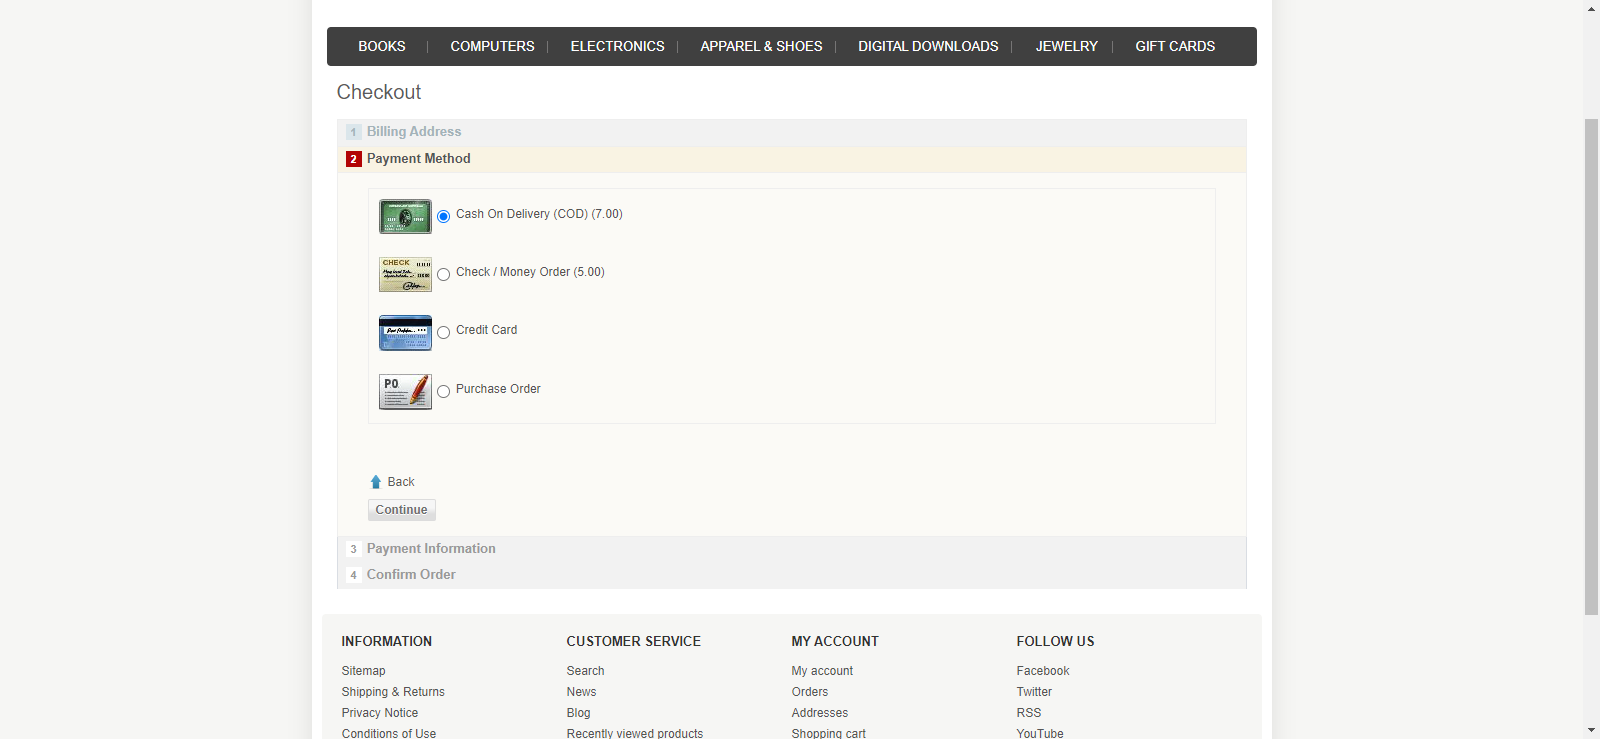 BOOKS COMPUTERS ELECTRONICS APPAREL & SHOES DIGITAL DOWNLOADS JEWELRY GIFT CARDS
Checkout
1 Billing Address
2 Payment Method
Cash On Delivery (COD) (7.00)
CHECK
Check / Money Order (5.00)
Credit Card
P.O.
Purchase Order
Back
Continue
3 Payment Information
4 Confirm Order
INFORMATION CUSTOMER SERVICE MY ACCOUNT FOLLOW US
Sitemap Search My account Facebook
Shipping & Returns News Orders Twitter
Privacy Notice Blog Addresses RSS
Conditions of Use Recently viewed products Shopping cart YouTube